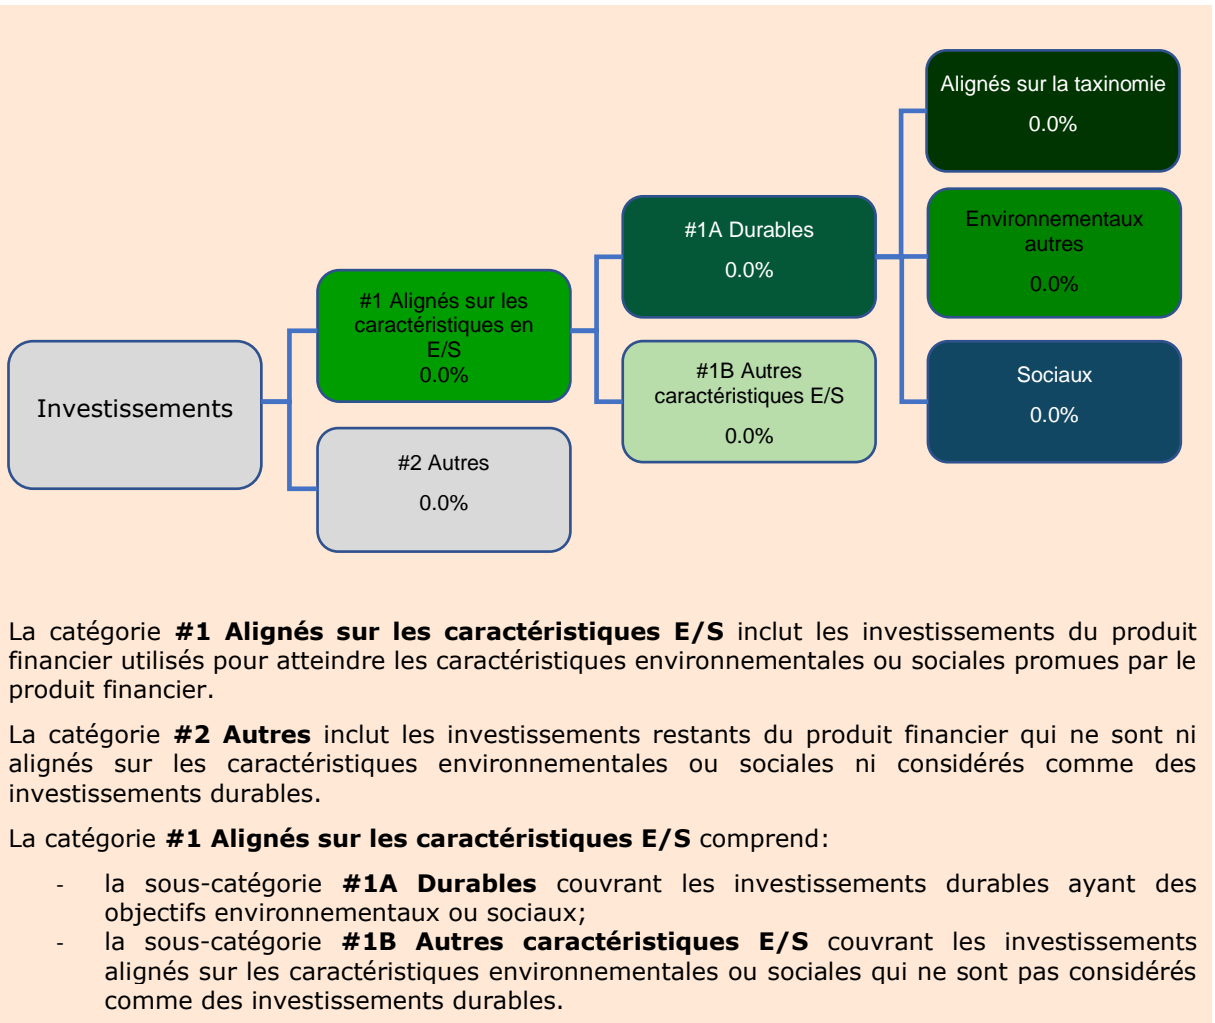 Alignés sur la taxinomie
0.0%
#1A Durables
0.0%
Environnementaux
autres
0.0%
#1 Alignés sur les
caractéristiques en
E/S
0.0%
#1B Autres
caractéristiques E/S
0.0%
Sociaux
0.0%
Investissements
#2 Autres
0.0%
La catégorie #1 Alignés sur les caractéristiques E/S inclut les investissements du produit
financier utilisés pour atteindre les caractéristiques environnementales ou sociales promues par le
produit financier.
La catégorie #2 Autres inclut les investissements restants du produit financier qui ne sont ni
alignés sur les caractéristiques environnementales ou sociales ni considérés comme des
investissements durables.
La catégorie #1 Alignés sur les caractéristiques E/S comprend:
- la sous-catégorie #1A Durables couvrant les investissements durables ayant des
objectifs environnementaux ou sociaux;
- la sous-catégorie #1B Autres caractéristiques E/S couvrant les investissements
alignés sur les caractéristiques environnementales ou sociales qui ne sont pas considérés
comme des investissements durables.